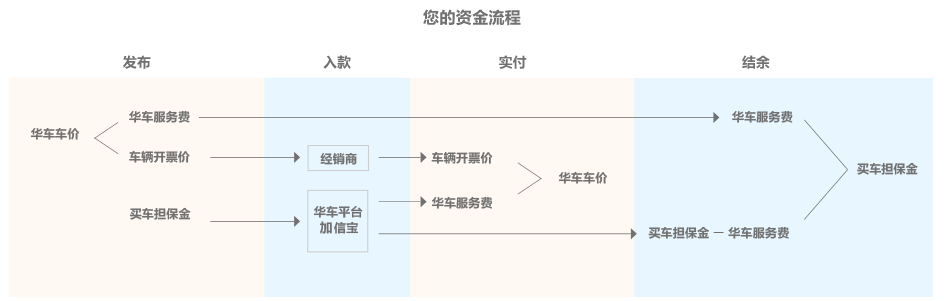 您的资金流程
发布
入款
实付
结余
华车车价
华车服务费
车辆开票价
买车担保金
经销商
华车平台
加信宝
车辆开票价
华车服务费
华车车价
华车服务费
买车担保金 － 华车服务费
买车担保金